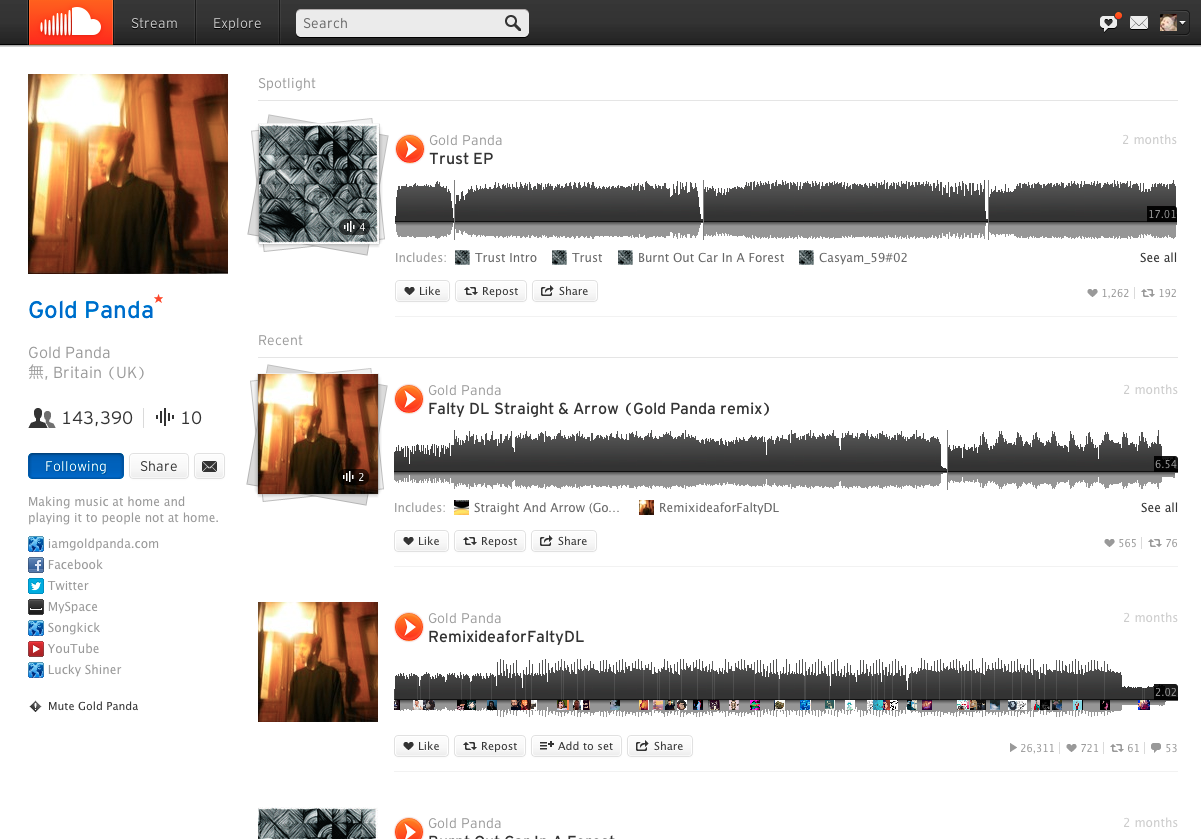 Stream Explore Search
Gold Panda
Gold Panda
無, Britain (UK)
143,390 10
Following Share
Making music at home and
playing it to people not at home.
iamgoldpanda.com
Facebook
Twitter
MySpace
Songkick
YouTube
Lucky Shiner
Mute Gold Panda
Spotlight
Gold Panda 2 months
Trust EP
4
17.01
Includes: Trust Intro Trust Burnt Out Car In A Forest Casyam_59#02 See all
Like Repost Share 1,262 192
Recent
Gold Panda 2 months
Falty DL Straight & Arrow (Gold Panda remix)
2
6.54
Includes: Straight And Arrow (Go... RemixideaforFaltyDL See all
Like Repost Share 565 76
Gold Panda 2 months
RemixideaforFaltyDL
2.02
Like Repost Add to set Share 26,311 721 61 53
Gold Panda 2 months
Burnt Out Car In A Forest